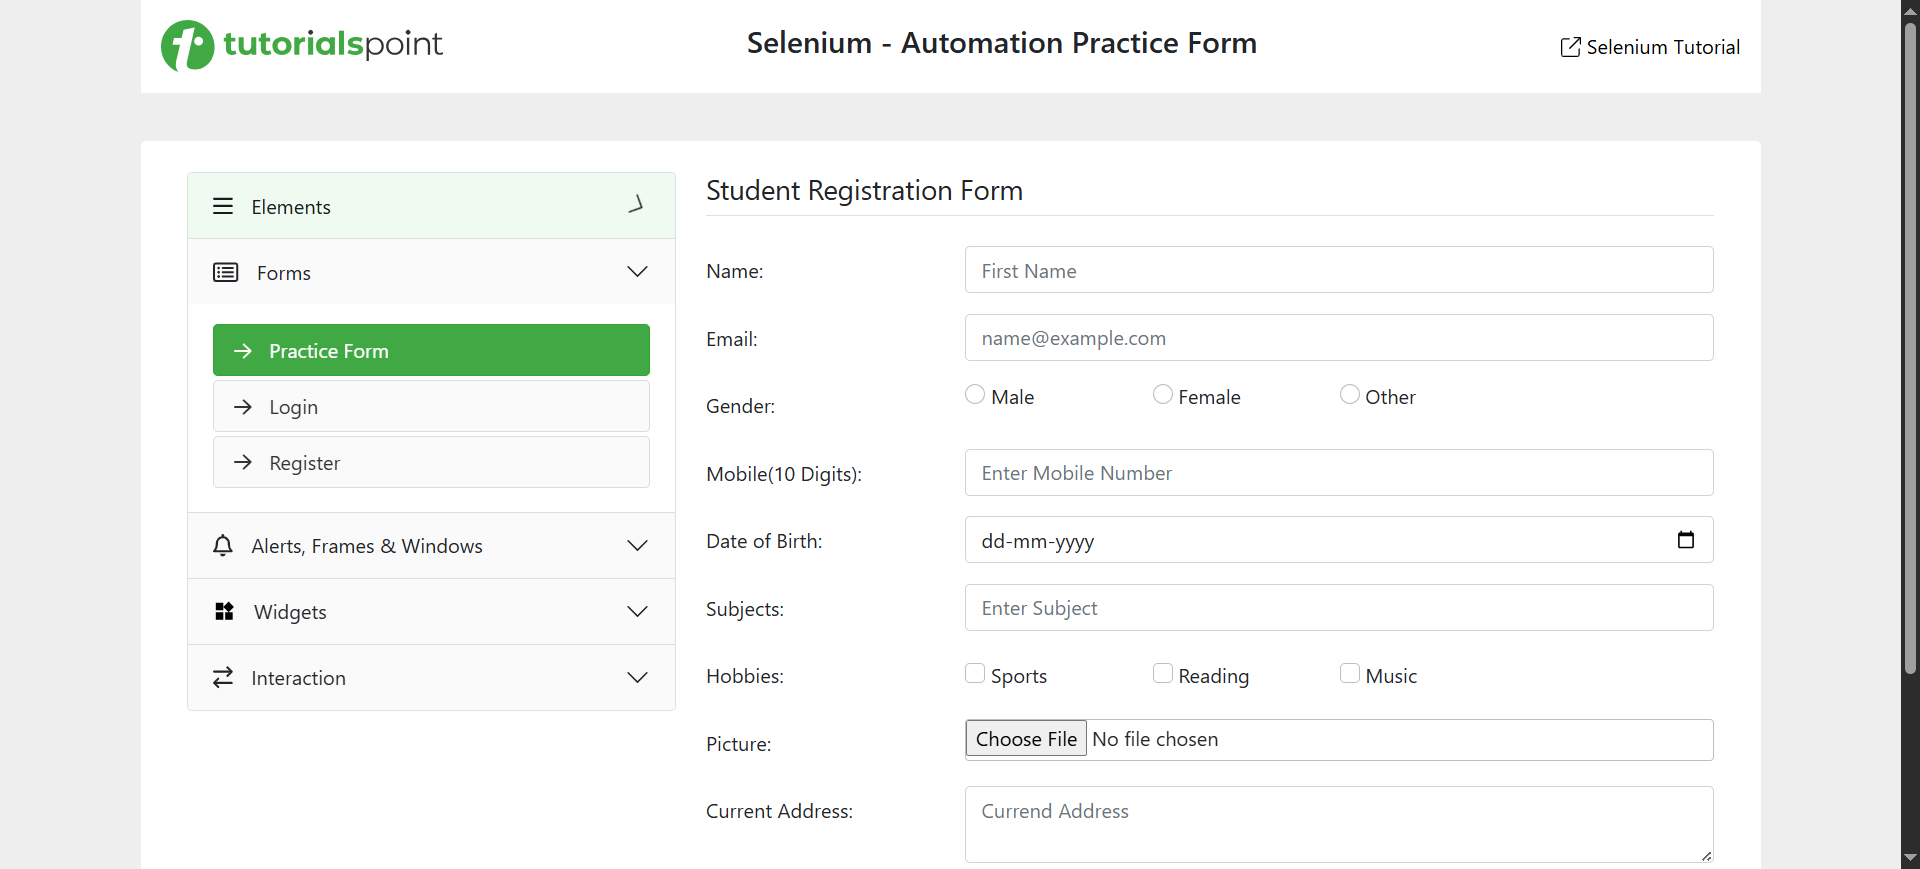 tutorialspoint
Selenium - Automation Practice Form
Selenium Tutorial
Elements
Forms
Practice Form
Login
Register
Alerts, Frames & Windows
Widgets
Interaction
Student Registration Form
Name:
First Name
Email:
name@example.com
Gender:
Male Female Other
Mobile(10 Digits):
Enter Mobile Number
Date of Birth:
dd-mm-yyyy
Subjects:
Enter Subject
Hobbies:
Sports Reading Music
Picture:
Choose File No file chosen
Current Address:
Currend Address